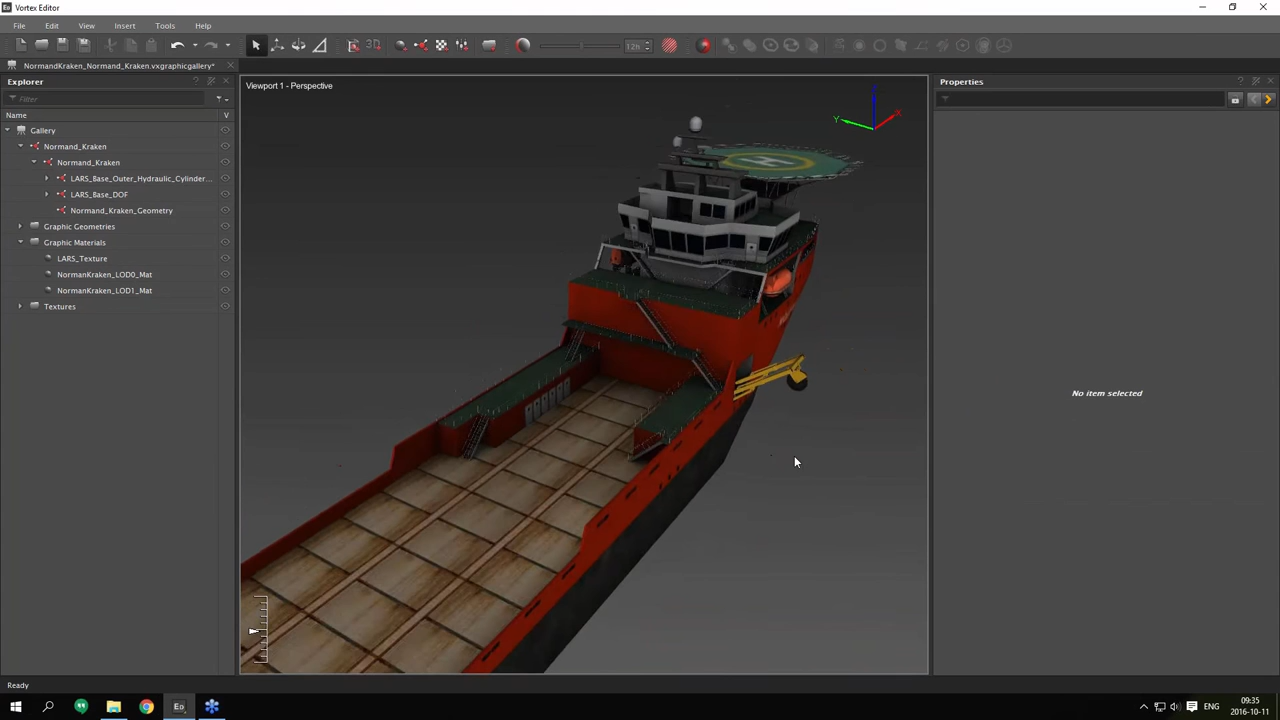 Vortex Editor
File Edit View Insert Tools Help
12h
NormandKraken_Normand_Kraken.vxgraphicgallery*
Explorer
Filter
Name V
Gallery
Normand_Kraken
Normand_Kraken
LARS_Base_Outer_Hydraulic_Cylinder...
LARS_Base_DOF
Normand_Kraken_Geometry
Graphic Geometries
Graphic Materials
LARS_Texture
NormanKraken_LOD0_Mat
NormanKraken_LOD1_Mat
Textures
Viewport 1 - Perspective
Z
Y
X
H
Properties
No item selected
Ready
Eo
ENG
09:35
2016-10-11